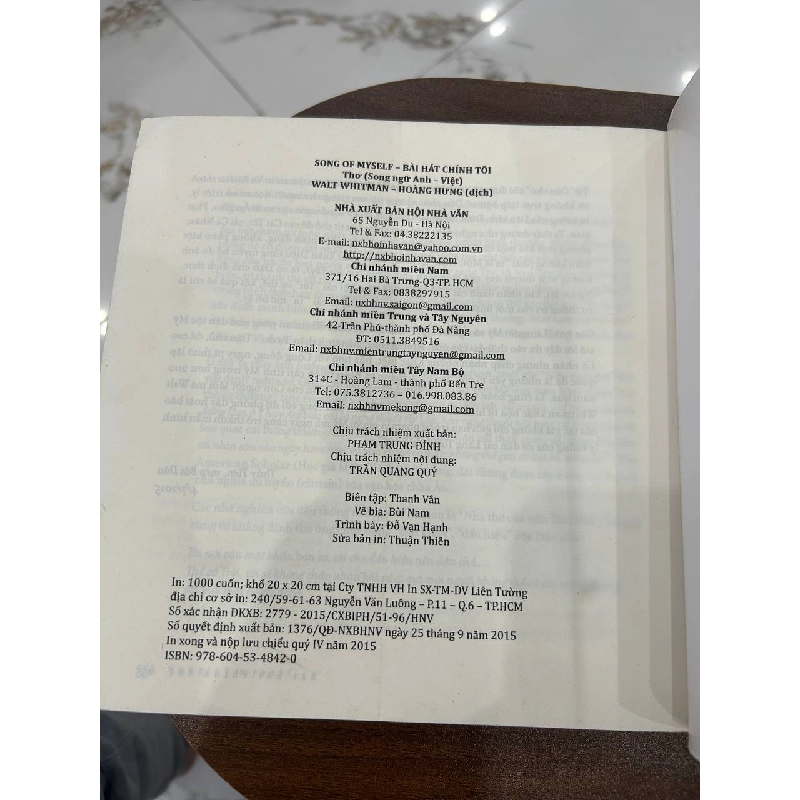 SONG OF MYSELF – BÀI HÁT CHÍNH TÔI
Thơ (Song ngữ Anh – Việt)
WALT WHITMAN – HOÀNG HƯNG (dịch)
NHÀ XUẤT BẢN HỘI NHÀ VĂN
65 Nguyễn Du - Hà Nội
Tel & Fax: 04.38222135
E-mail: nxbhoinhavan@yahoo.com.vn
http://nxbhoinhavan.com
Chi nhánh miền Nam
371/16 Hai Bà Trưng-Q3-TP. HCM
Tel & Fax: 0838297915
Email: nxbhnv.saigon@gmail.com
Chi nhánh miền Trung và Tây Nguyên
42-Trần Phú-thành phố Đà Nẵng
ĐT: 0511.3849516
Email: nxbhnv.mientrungtaynguyen@gmail.com
Chi nhánh miền Tây Nam Bộ
314C - Hoàng Lam - thành phố Bến Tre
Tel: 075.3812736 – 016.998.083.86
Email: nxbhnvmekong@gmail.com
Chịu trách nhiệm xuất bản:
PHẠM TRUNG ĐỈNH
Chịu trách nhiệm nội dung:
TRẦN QUANG QUÝ
Biên tập: Thanh Vân
Vẽ bìa: Bùi Nam
Trình bày: Đỗ Vạn Hạnh
Sửa bản in: Thuận Thiên
In: 1000 cuốn; khổ 20 x 20 cm tại Cty TNHH VH In SX-TM-DV Liên Tường
địa chỉ cơ sở in: 240/59-61-63 Nguyễn Văn Luông – P.11 – Q.6 – TP.HCM
Số xác nhận ĐKXB: 2779 - 2015/CXBIPH/51-96/HNV
Số quyết định xuất bản: 1376/QĐ-NXBHNV ngày 25 tháng 9 năm 2015
In xong và nộp lưu chiểu quý IV năm 2015
ISBN: 978-604-53-4842-0